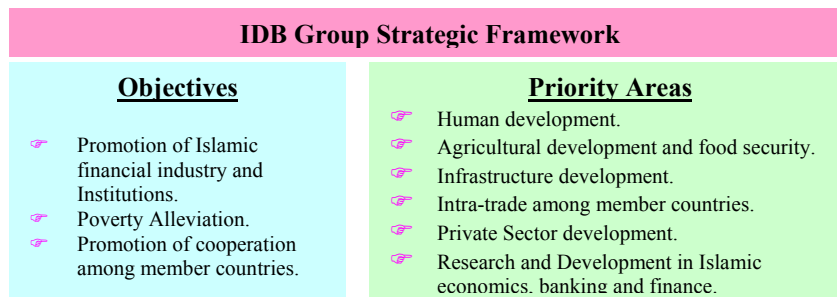 IDB Group Strategic Framework
Objectives
Promotion of Islamic
financial industry and
Institutions.
Poverty Alleviation.
Promotion of cooperation
among member countries.
Priority Areas
Human development.
Agricultural development and food security.
Infrastructure development.
Intra-trade among member countries.
Private Sector development.
Research and Development in Islamic
economics, banking and finance.